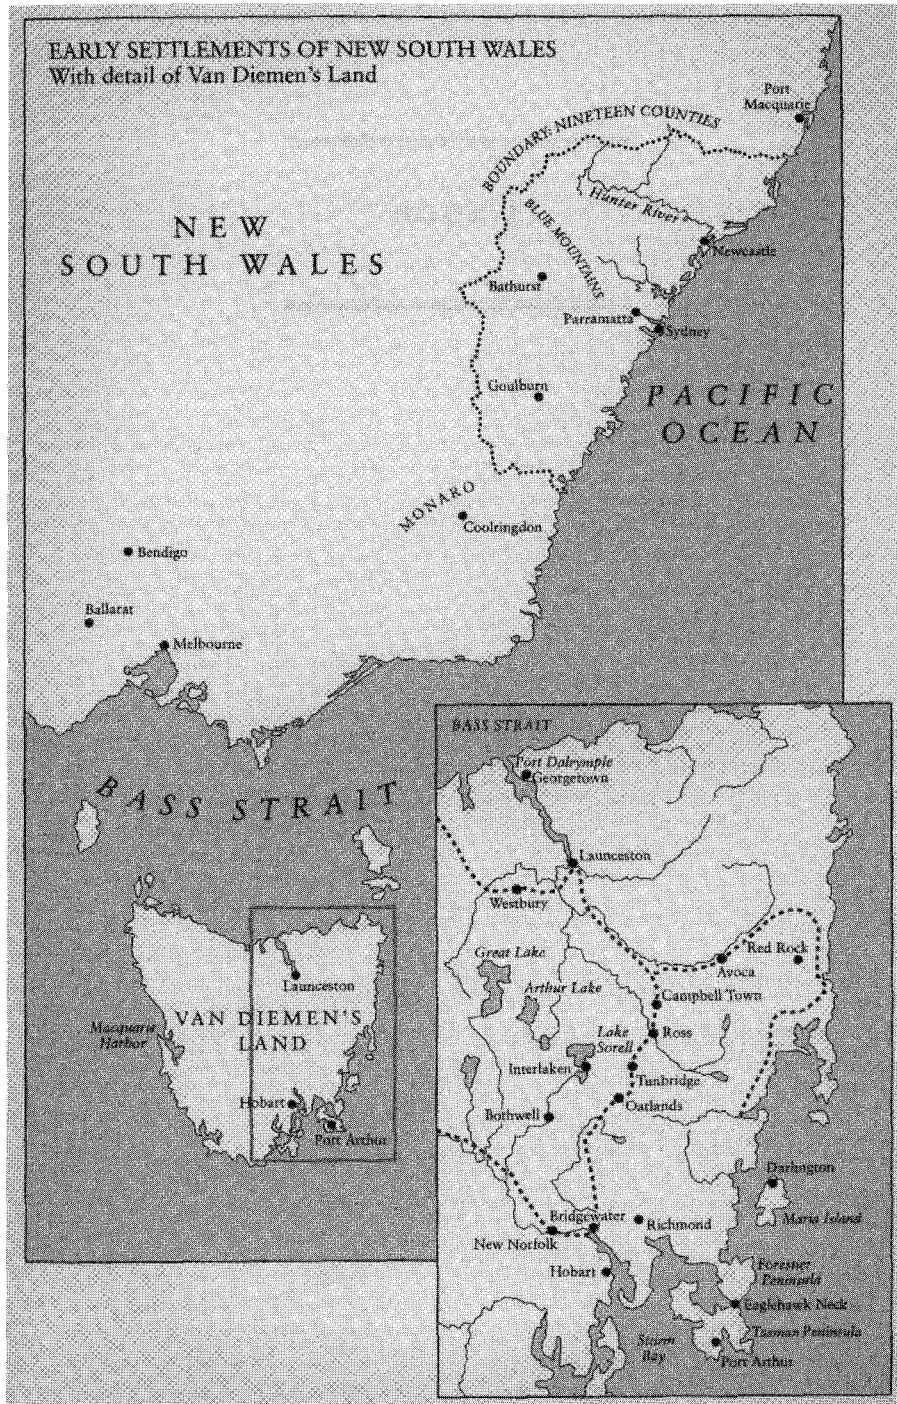 EARLY SETTLEMENTS OF NEW SOUTH WALES
With detail of Van Diemen's Land
Port
Macquarie
BOUNDARY: NINETEEN COUNTIES
Hunter River
BLUE MOUNTAINS
NEW
SOUTH WALES
Newcastle
Bathurst
Parramatta
Sydney
Goulburn
PACIFIC
OCEAN
MONARO
Coolringdon
Bendigo
Ballarat
Melbourne
BASS STRAIT
Launceston
VAN DIEMEN'S
LAND
Macquarie
Harbor
Hobart
Port Arthur
BASS STRAIT
Port Dalrymple
Georgetown
Launceston
Westbury
Great Lake
Red Rock
Avoca
Arthur Lake
Campbell Town
Lake
Sorell
Ross
Interlaken
Tunbridge
Oatlands
Bothwell
Darlington
Maria Island
Bridgewater
Richmond
New Norfolk
Hobart
Foresner
Peninsula
Eaglehawk Neck
Tasman Peninsula
Storm
Bay
Port Arthur